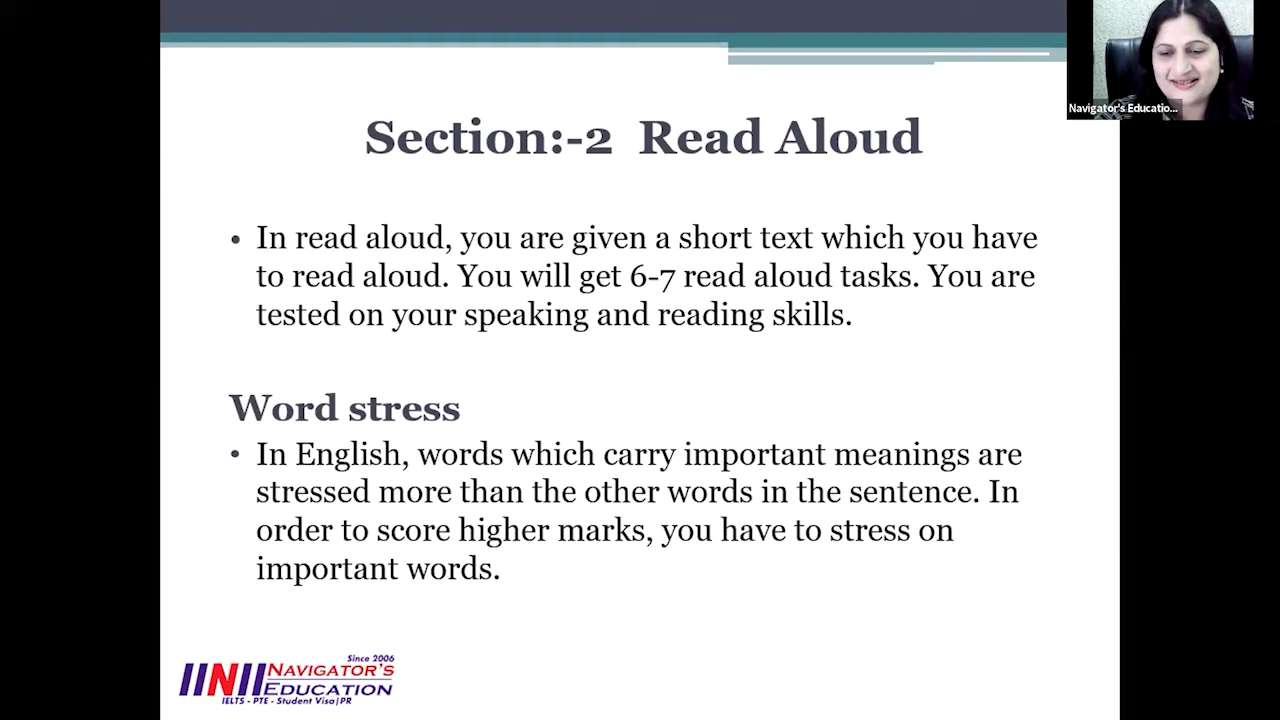 Navigator's Educatio...
Section:-2 Read Aloud
• In read aloud, you are given a short text which you have
to read aloud. You will get 6-7 read aloud tasks. You are
tested on your speaking and reading skills.
Word stress
• In English, words which carry important meanings are
stressed more than the other words in the sentence. In
order to score higher marks, you have to stress on
important words.
Since 2006
NAVIGATOR'S
EDUCATION
IELTS - PTE - Student Visa|PR